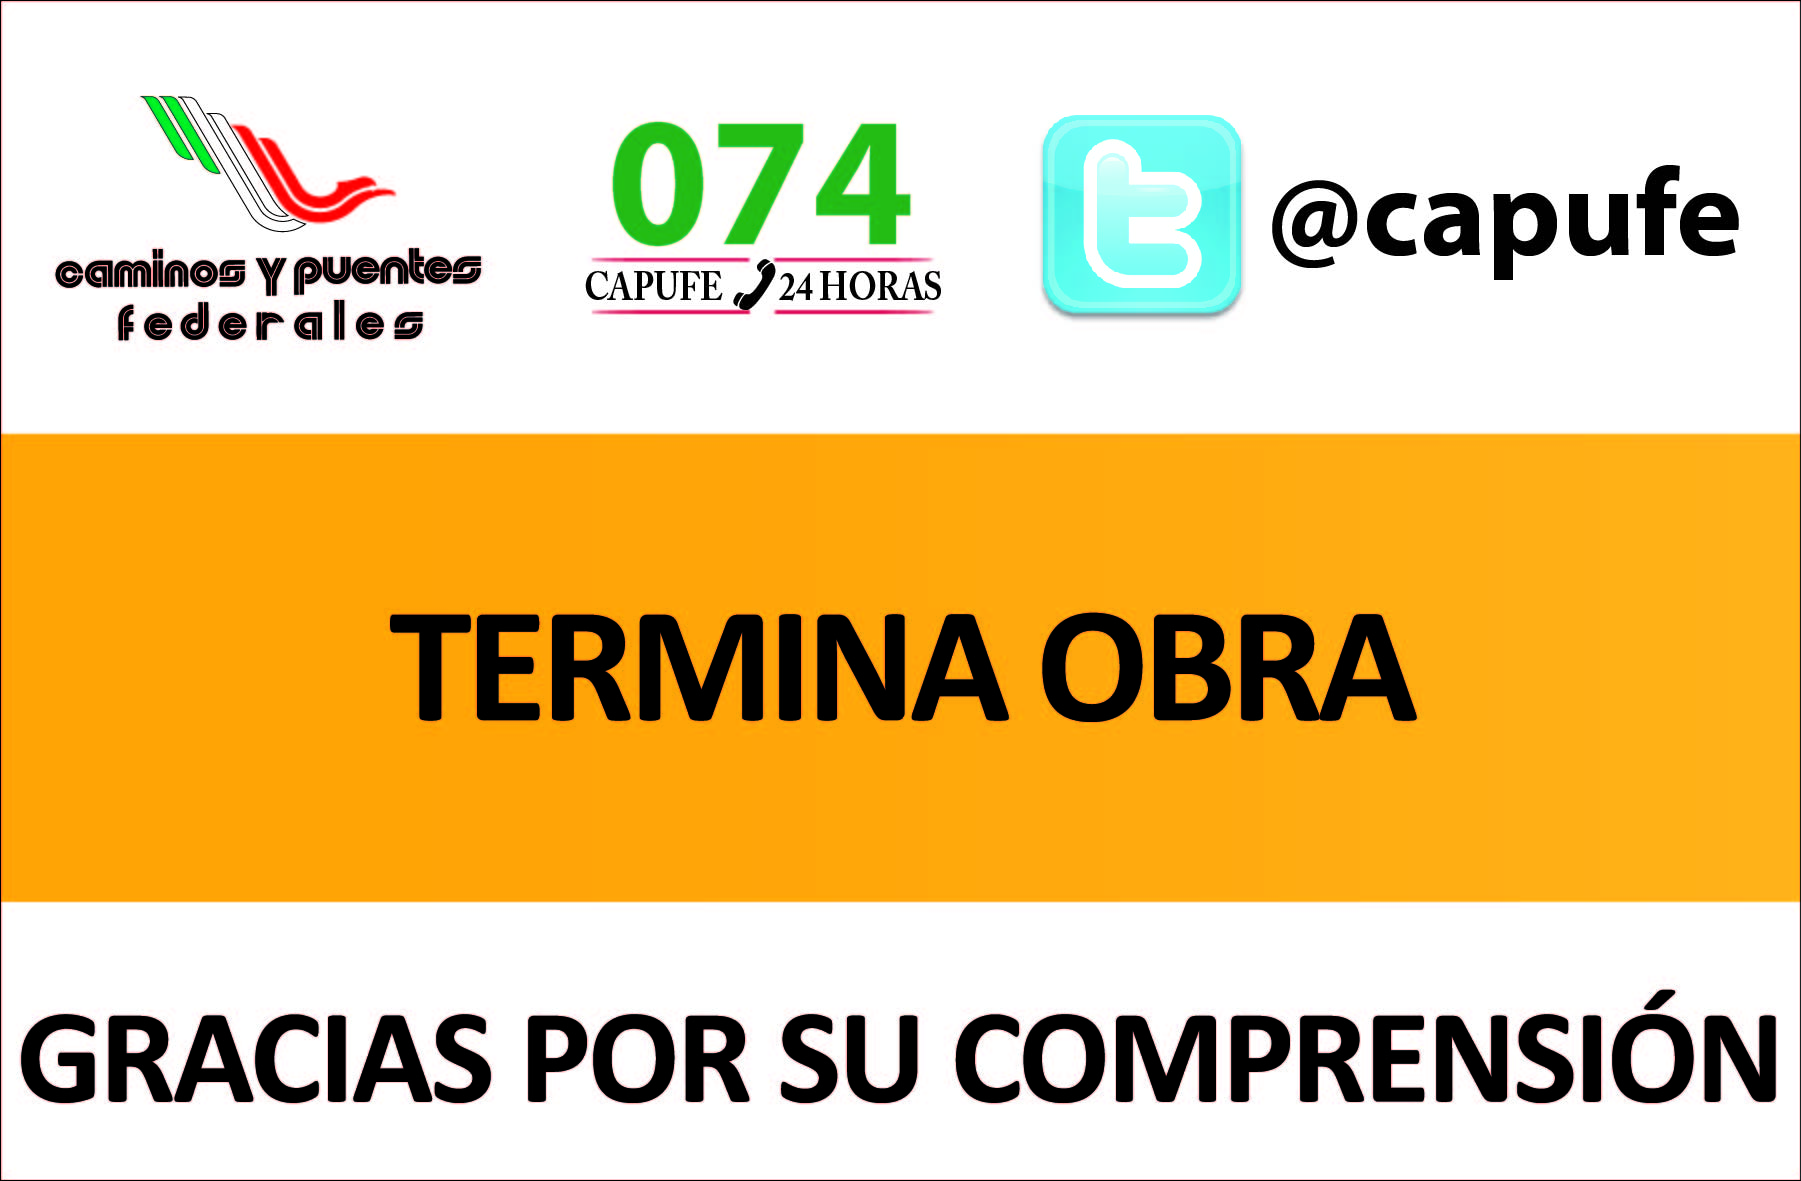 caminos y puentes
federales
074
CAPUFE 24 HORAS
t
@capufe
TERMINA OBRA
GRACIAS POR SU COMPRENSIÓN